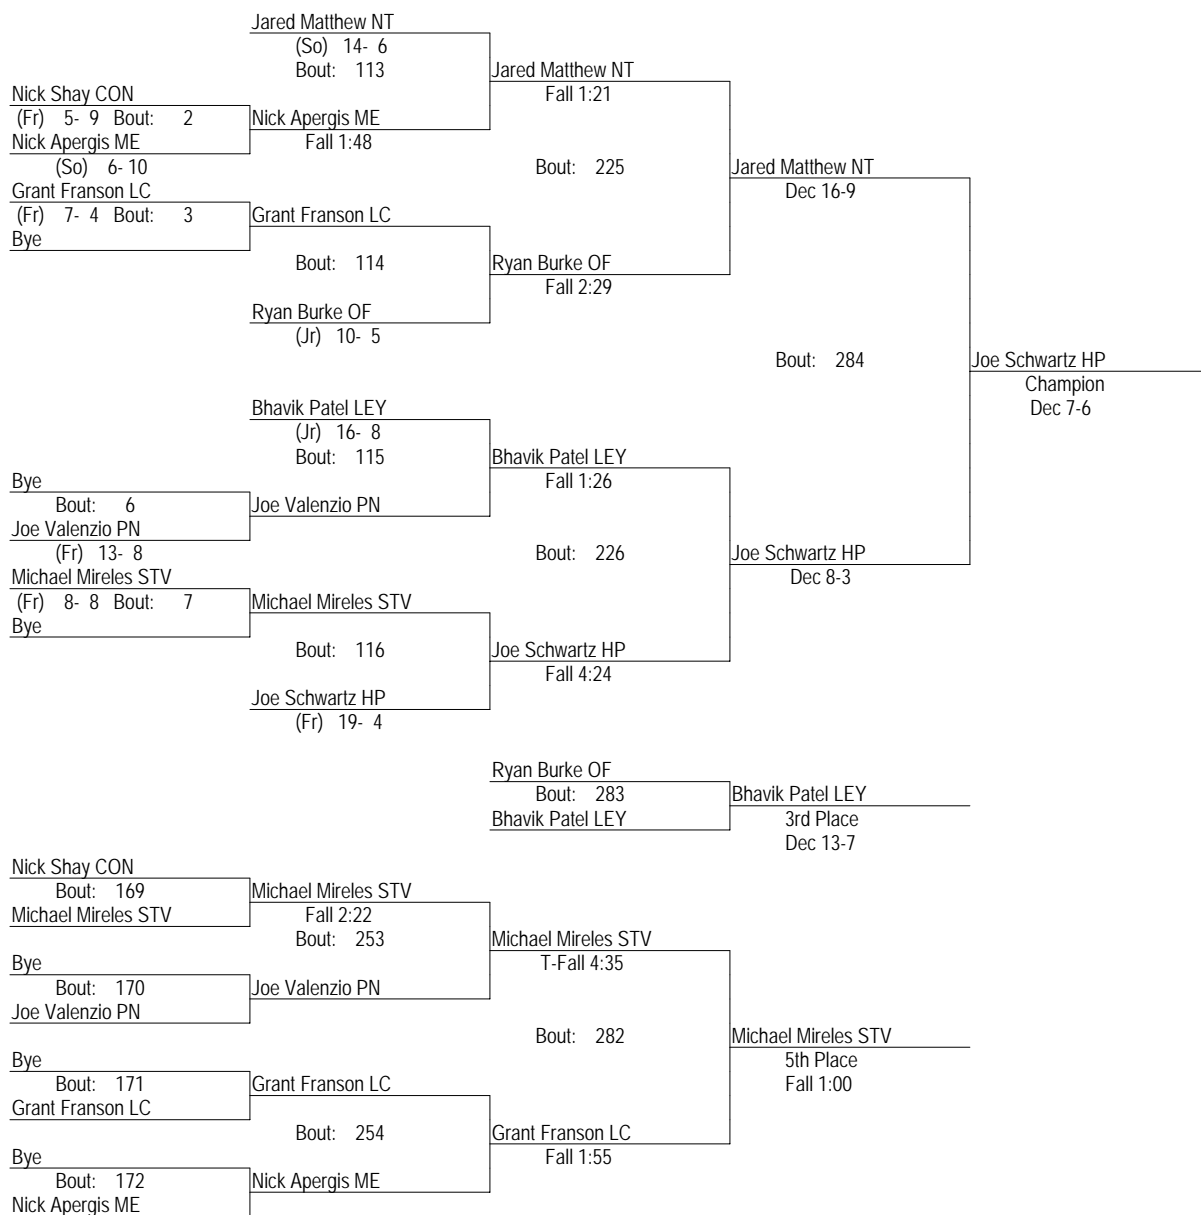 Jared Matthew NT
(So) 14- 6
Bout: 113
Jared Matthew NT
Fall 1:21
Nick Shay CON
(Fr) 5- 9 Bout: 2
Nick Apergis ME
Nick Apergis ME
Fall 1:48
(So) 6- 10
Bout: 225
Jared Matthew NT
Dec 16-9
Grant Franson LC
(Fr) 7- 4 Bout: 3
Grant Franson LC
Bye
Bout: 114
Ryan Burke OF
Fall 2:29
Ryan Burke OF
(Jr) 10- 5
Bout: 284
Joe Schwartz HP
Champion
Dec 7-6
Bhavik Patel LEY
(Jr) 16- 8
Bout: 115
Bhavik Patel LEY
Fall 1:26
Bye
Bout: 6
Joe Valenzio PN
Joe Valenzio PN
(Fr) 13- 8
Bout: 226
Joe Schwartz HP
Dec 8-3
Michael Mireles STV
(Fr) 8- 8 Bout: 7
Michael Mireles STV
Bye
Bout: 116
Joe Schwartz HP
Fall 4:24
Joe Schwartz HP
(Fr) 19- 4
Ryan Burke OF
Bout: 283
Bhavik Patel LEY
Bhavik Patel LEY
3rd Place
Dec 13-7
Nick Shay CON
Bout: 169
Michael Mireles STV
Michael Mireles STV
Fall 2:22
Bout: 253
Michael Mireles STV
T-Fall 4:35
Bye
Bout: 170
Joe Valenzio PN
Joe Valenzio PN
Bout: 282
Michael Mireles STV
5th Place
Fall 1:00
Bye
Bout: 171
Grant Franson LC
Grant Franson LC
Bout: 254
Grant Franson LC
Fall 1:55
Bye
Bout: 172
Nick Apergis ME
Nick Apergis ME